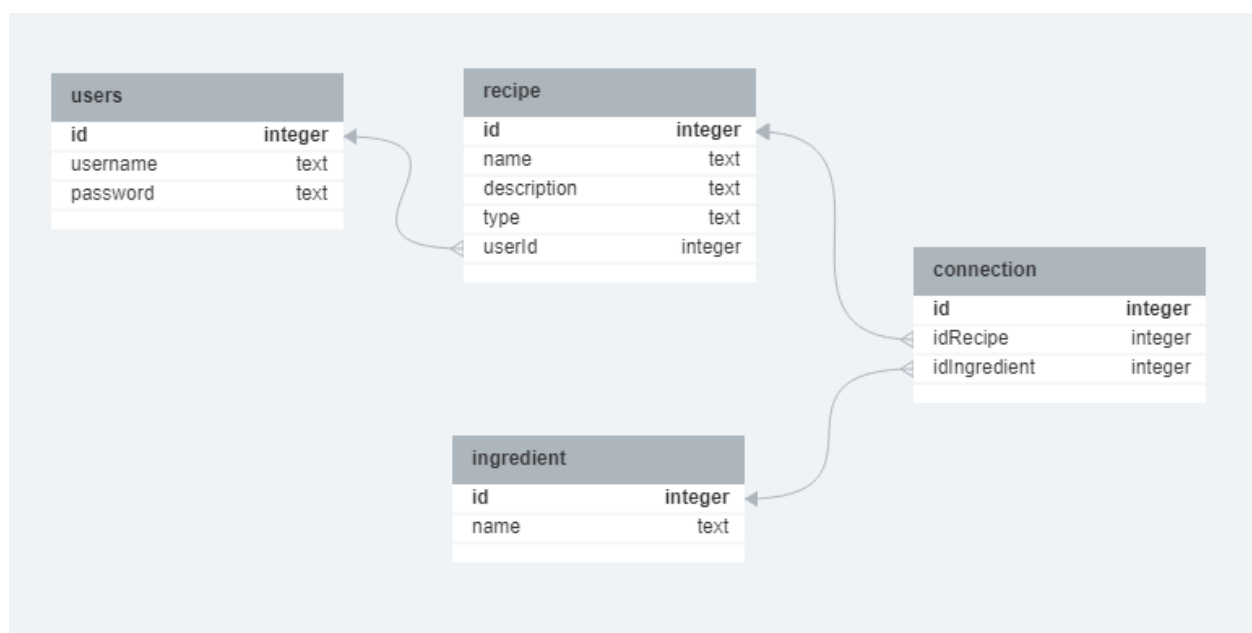 users
id integer
username text
password text
recipe
id integer
name text
description text
type text
userId integer
connection
id integer
idRecipe integer
idIngredient integer
ingredient
id integer
name text